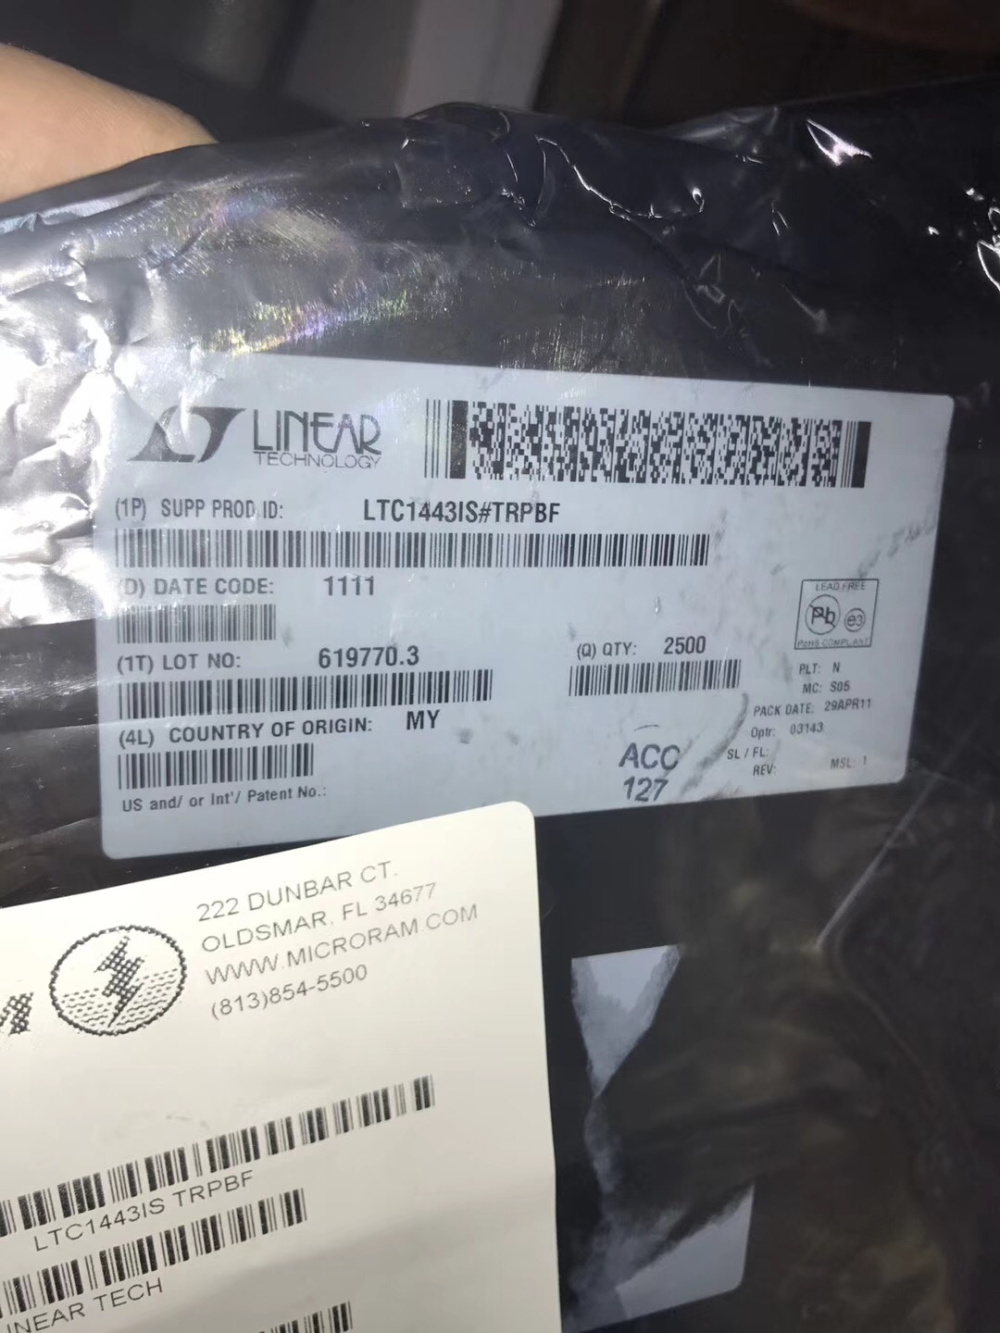 LINEAR
TECHNOLOGY
(1P) SUPP PROD.ID: LTC1443IS#TRPBF
(D) DATE CODE: 1111
(1T) LOT NO: 619770.3
(Q) QTY: 2500
(4L) COUNTRY OF ORIGIN: MY
US and/ or Int'/ Patent No.:
LEAD FREE
Pb e3
RoHS COMPLIANT
PLT: N
MC: S05
PACK DATE: 29APR11
Optr: 03143
SL / FL:
REV: MSL: 1
ACC
127
222 DUNBAR CT.
OLDSMAR, FL 34677
WWW.MICRORAM.COM
(813)854-5500
M
LTC1443IS TRPBF
INEAR TECH